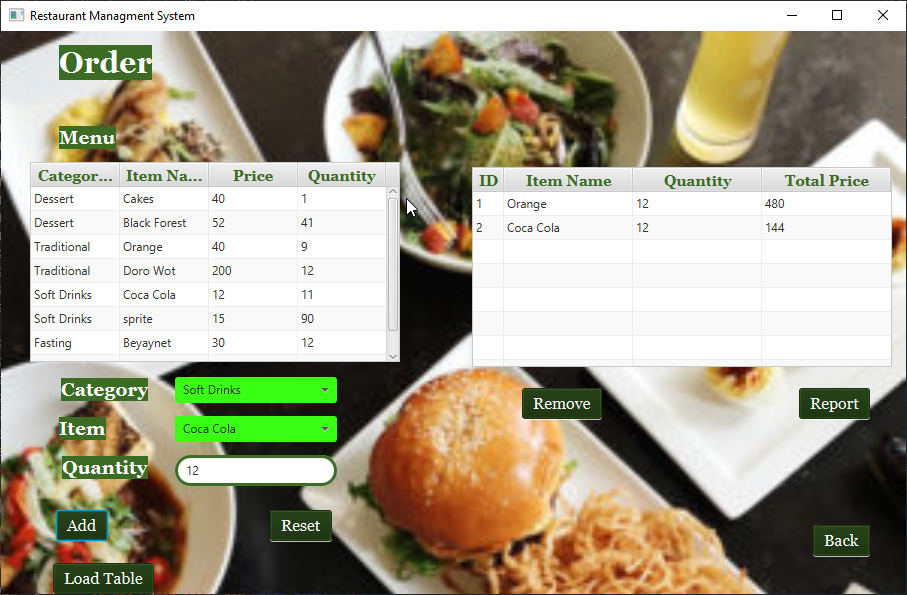 Restaurant Managment System
Order
Menu
Categor... Item Na... Price Quantity
Dessert Cakes 40 1
Dessert Black Forest 52 41
Traditional Orange 40 9
Traditional Doro Wot 200 12
Soft Drinks Coca Cola 12 11
Soft Drinks sprite 15 90
Fasting Beyaynet 30 12
ID Item Name Quantity Total Price
1 Orange 12 480
2 Coca Cola 12 144
Category Soft Drinks
Item Coca Cola
Quantity 12
Remove Report
Add Reset
Load Table
Back